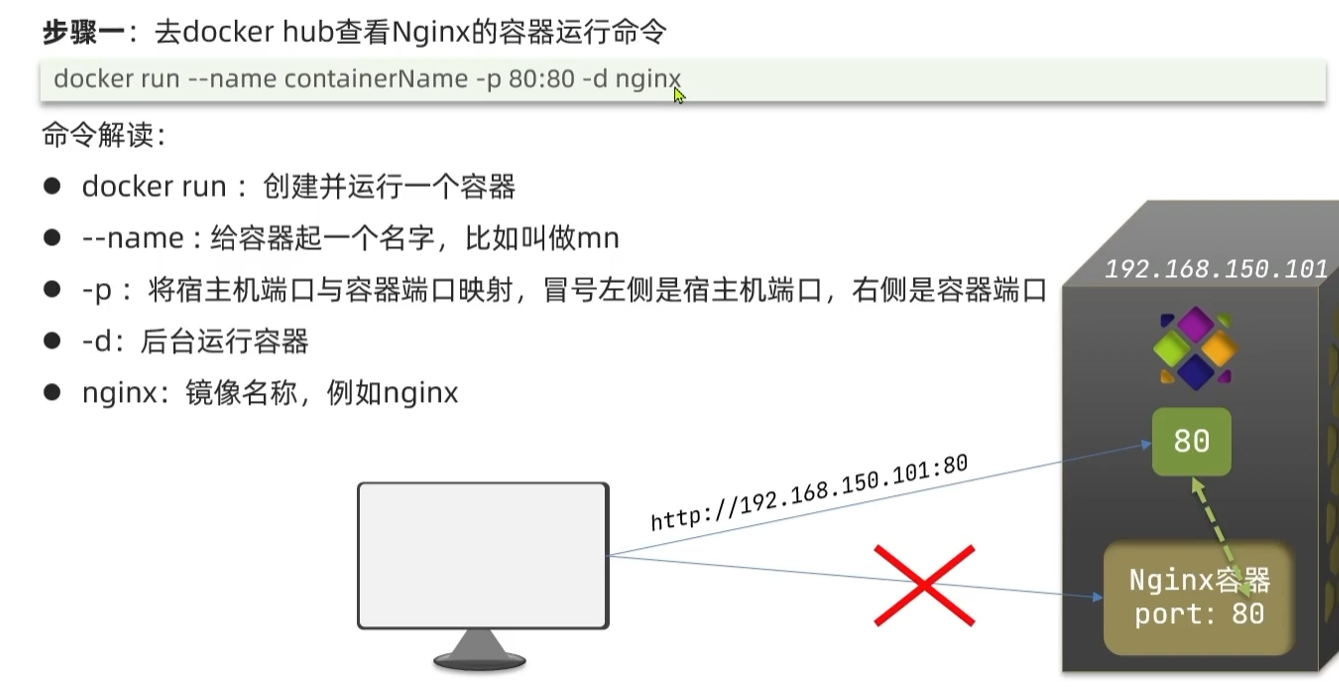 步骤一：去docker hub查看Nginx的容器运行命令
docker run --name containerName -p 80:80 -d nginx
命令解读：
● docker run ：创建并运行一个容器
● --name : 给容器起一个名字，比如叫做mn
● -p ：将宿主机端口与容器端口映射，冒号左侧是宿主机端口，右侧是容器端口
● -d：后台运行容器
● nginx：镜像名称，例如nginx
192.168.150.101
80
http://192.168.150.101:80
Nginx容器
port: 80